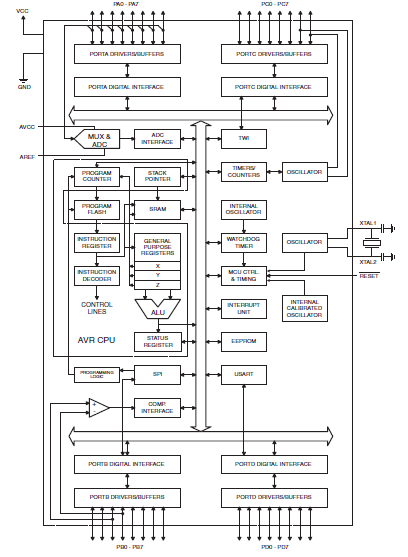 PA0 - PA7
PC0 - PC7
VCC
PORTA DRIVERS/BUFFERS
PORTC DRIVERS/BUFFERS
GND
PORTA DIGITAL INTERFACE
PORTC DIGITAL INTERFACE
AVCC
MUX &
ADC
ADC
INTERFACE
TWI
AREF
PROGRAM
COUNTER
STACK
POINTER
TIMERS/
COUNTERS
OSCILLATOR
PROGRAM
FLASH
SRAM
INTERNAL
OSCILLATOR
XTAL1
INSTRUCTION
REGISTER
GENERAL
PURPOSE
REGISTERS
WATCHDOG
TIMER
OSCILLATOR
XTAL2
X
Y
Z
INSTRUCTION
DECODER
MCU CTRL.
& TIMING
RESET
CONTROL
LINES
ALU
INTERRUPT
UNIT
INTERNAL
CALIBRATED
OSCILLATOR
AVR CPU
STATUS
REGISTER
EEPROM
PROGRAMMING
LOGIC
SPI
USART
+
-
COMP.
INTERFACE
PORTB DIGITAL INTERFACE
PORTD DIGITAL INTERFACE
PORTB DRIVERS/BUFFERS
PORTD DRIVERS/BUFFERS
PB0 - PB7
PD0 - PD7